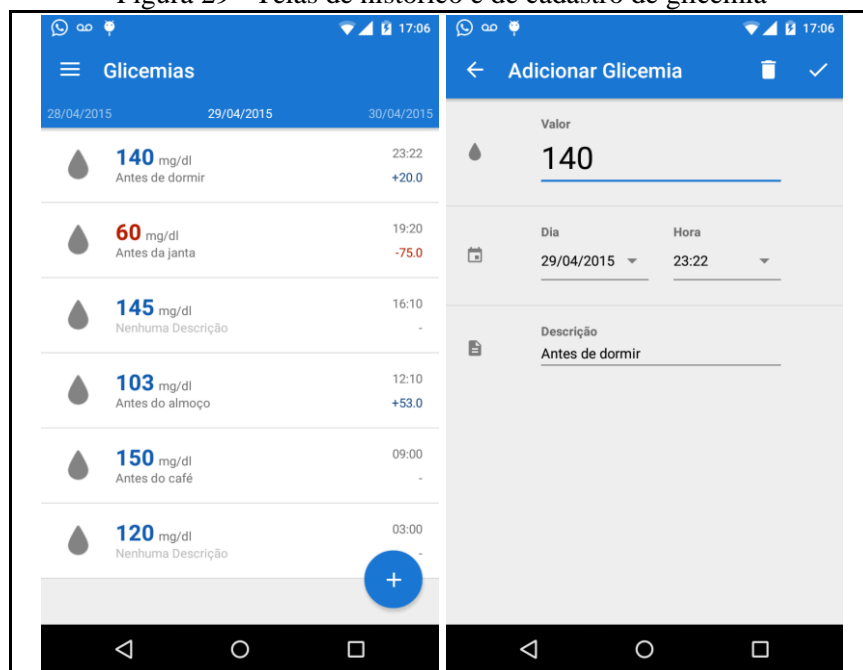 Figura 29 - Telas de histórico e de cadastro de glicemia
17:06
Glicemias
28/04/2015 29/04/2015 30/04/2015
140 mg/dl 23:22
Antes de dormir +20.0
60 mg/dl 19:20
Antes da janta -75.0
145 mg/dl 16:10
Nenhuma Descrição -
103 mg/dl 12:10
Antes do almoço +53.0
150 mg/dl 09:00
Antes do café -
120 mg/dl 03:00
Nenhuma Descrição -
+
17:06
Adicionar Glicemia
Valor
140
Dia Hora
29/04/2015 23:22
Descrição
Antes de dormir